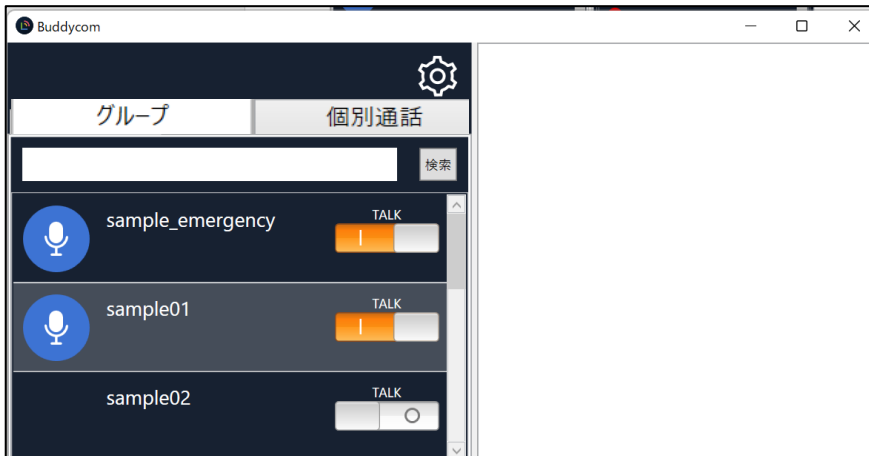 Buddycom
グループ
個別通話
検索
sample_emergency
TALK
sample01
TALK
sample02
TALK